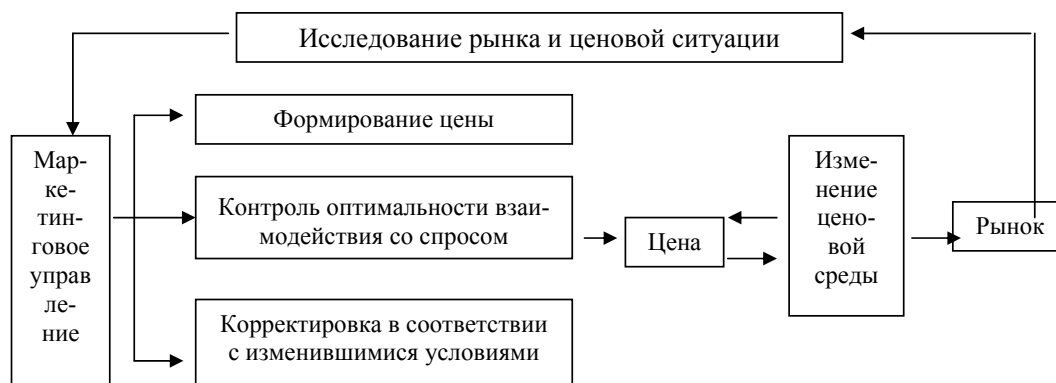 Исследование рынка и ценовой ситуации
Формирование цены
Мар-
ке-
тин-
говое
управ
ле-
ние
Контроль оптимальности взаи-
модействия со спросом
Корректировка в соответствии
с изменившимися условиями
Цена
Изме-
нение
цено-
вой
среды
Рынок